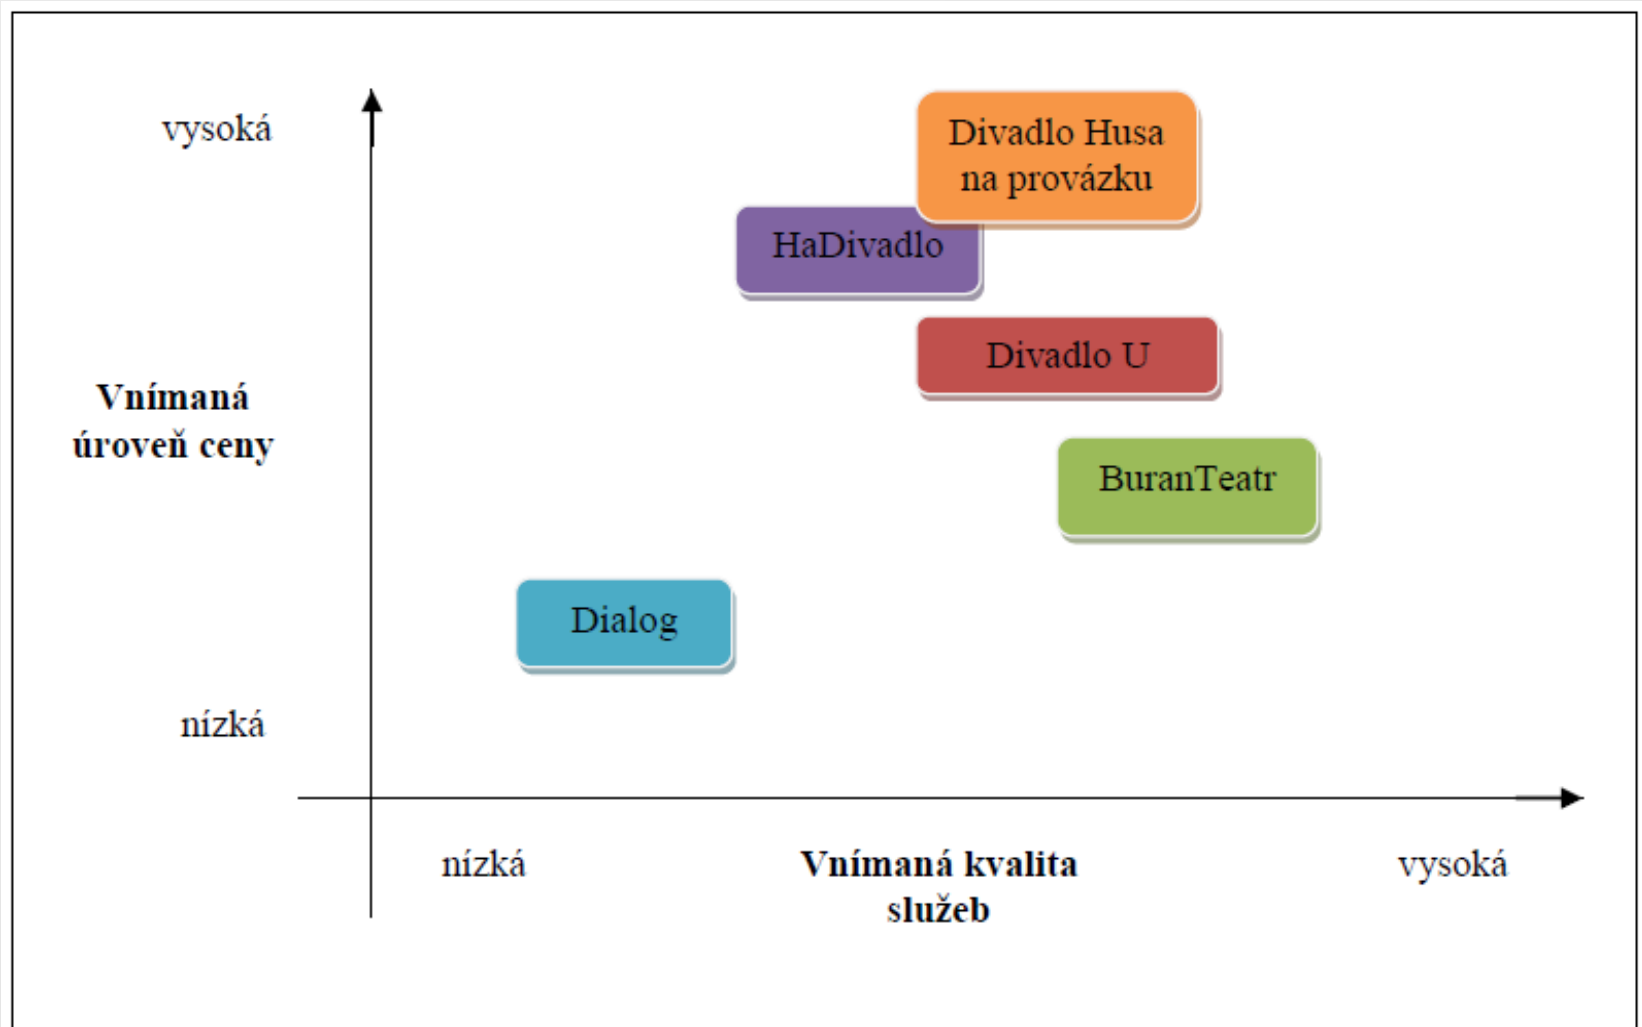 vysoká
Divadlo Husa
na provázku
HaDivadlo
Divadlo U
Vnímaná
úroveň ceny
BuranTeatr
Dialog
nízká
nízká
Vnímaná kvalita
služeb
vysoká